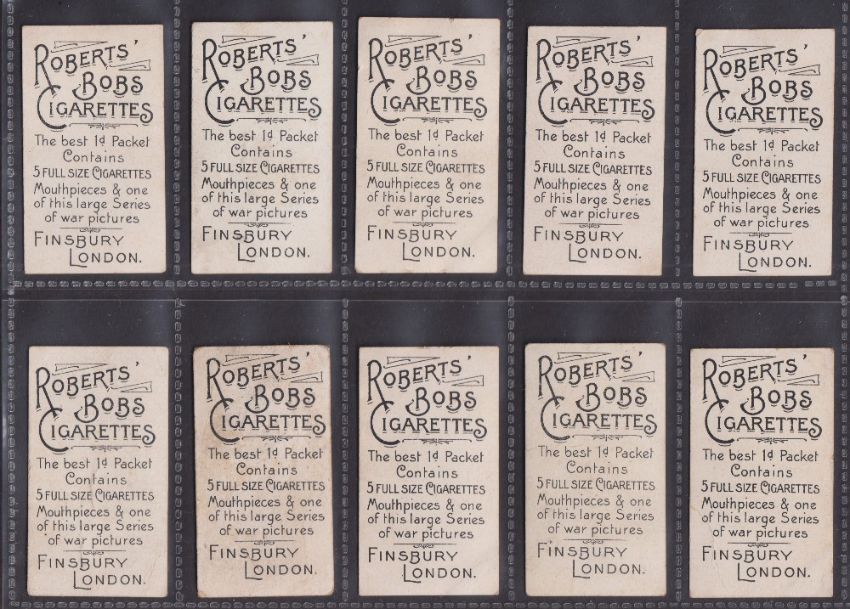 ROBERTS'
BOBS
CIGARETTES
The best 1d Packet
Contains
5 FULL SIZE CIGARETTES
Mouthpieces & one
of this large Series
of war pictures
FINSBURY
LONDON.
ROBERTS'
BOBS
CIGARETTES
The best 1d Packet
Contains
5 FULL SIZE CIGARETTES
Mouthpieces & one
of this large Series
of war pictures
FINSBURY
LONDON.
ROBERTS'
BOBS
CIGARETTES
The best 1d Packet
Contains
5 FULL SIZE CIGARETTES
Mouthpieces & one
of this large Series
of war pictures
FINSBURY
LONDON.
ROBERTS'
BOBS
CIGARETTES
The best 1d Packet
Contains
5 FULL SIZE CIGARETTES
Mouthpieces & one
of this large Series
of war pictures
FINSBURY
LONDON.
ROBERTS'
BOBS
CIGARETTES
The best 1d Packet
Contains
5 FULL SIZE CIGARETTES
Mouthpieces & one
of this large Series
of war pictures
FINSBURY
LONDON.
ROBERTS'
BOBS
CIGARETTES
The best 1d Packet
Contains
5 FULL SIZE CIGARETTES
Mouthpieces & one
of this large Series
of war pictures
FINSBURY
LONDON.
ROBERTS'
BOBS
CIGARETTES
The best 1d Packet
Contains
5 FULL SIZE CIGARETTES
Mouthpieces & one
of this large Series
of war pictures
FINSBURY
LONDON.
ROBERTS'
BOBS
CIGARETTES
The best 1d Packet
Contains
5 FULL SIZE CIGARETTES
Mouthpieces & one
of this large Series
of war pictures
FINSBURY
LONDON.
ROBERTS'
BOBS
CIGARETTES
The best 1d Packet
Contains
5 FULL SIZE CIGARETTES
Mouthpieces & one
of this large Series
of war pictures
FINSBURY
LONDON.
ROBERTS'
BOBS
CIGARETTES
The best 1d Packet
Contains
5 FULL SIZE CIGARETTES
Mouthpieces & one
of this large Series
of war pictures
FINSBURY
LONDON.